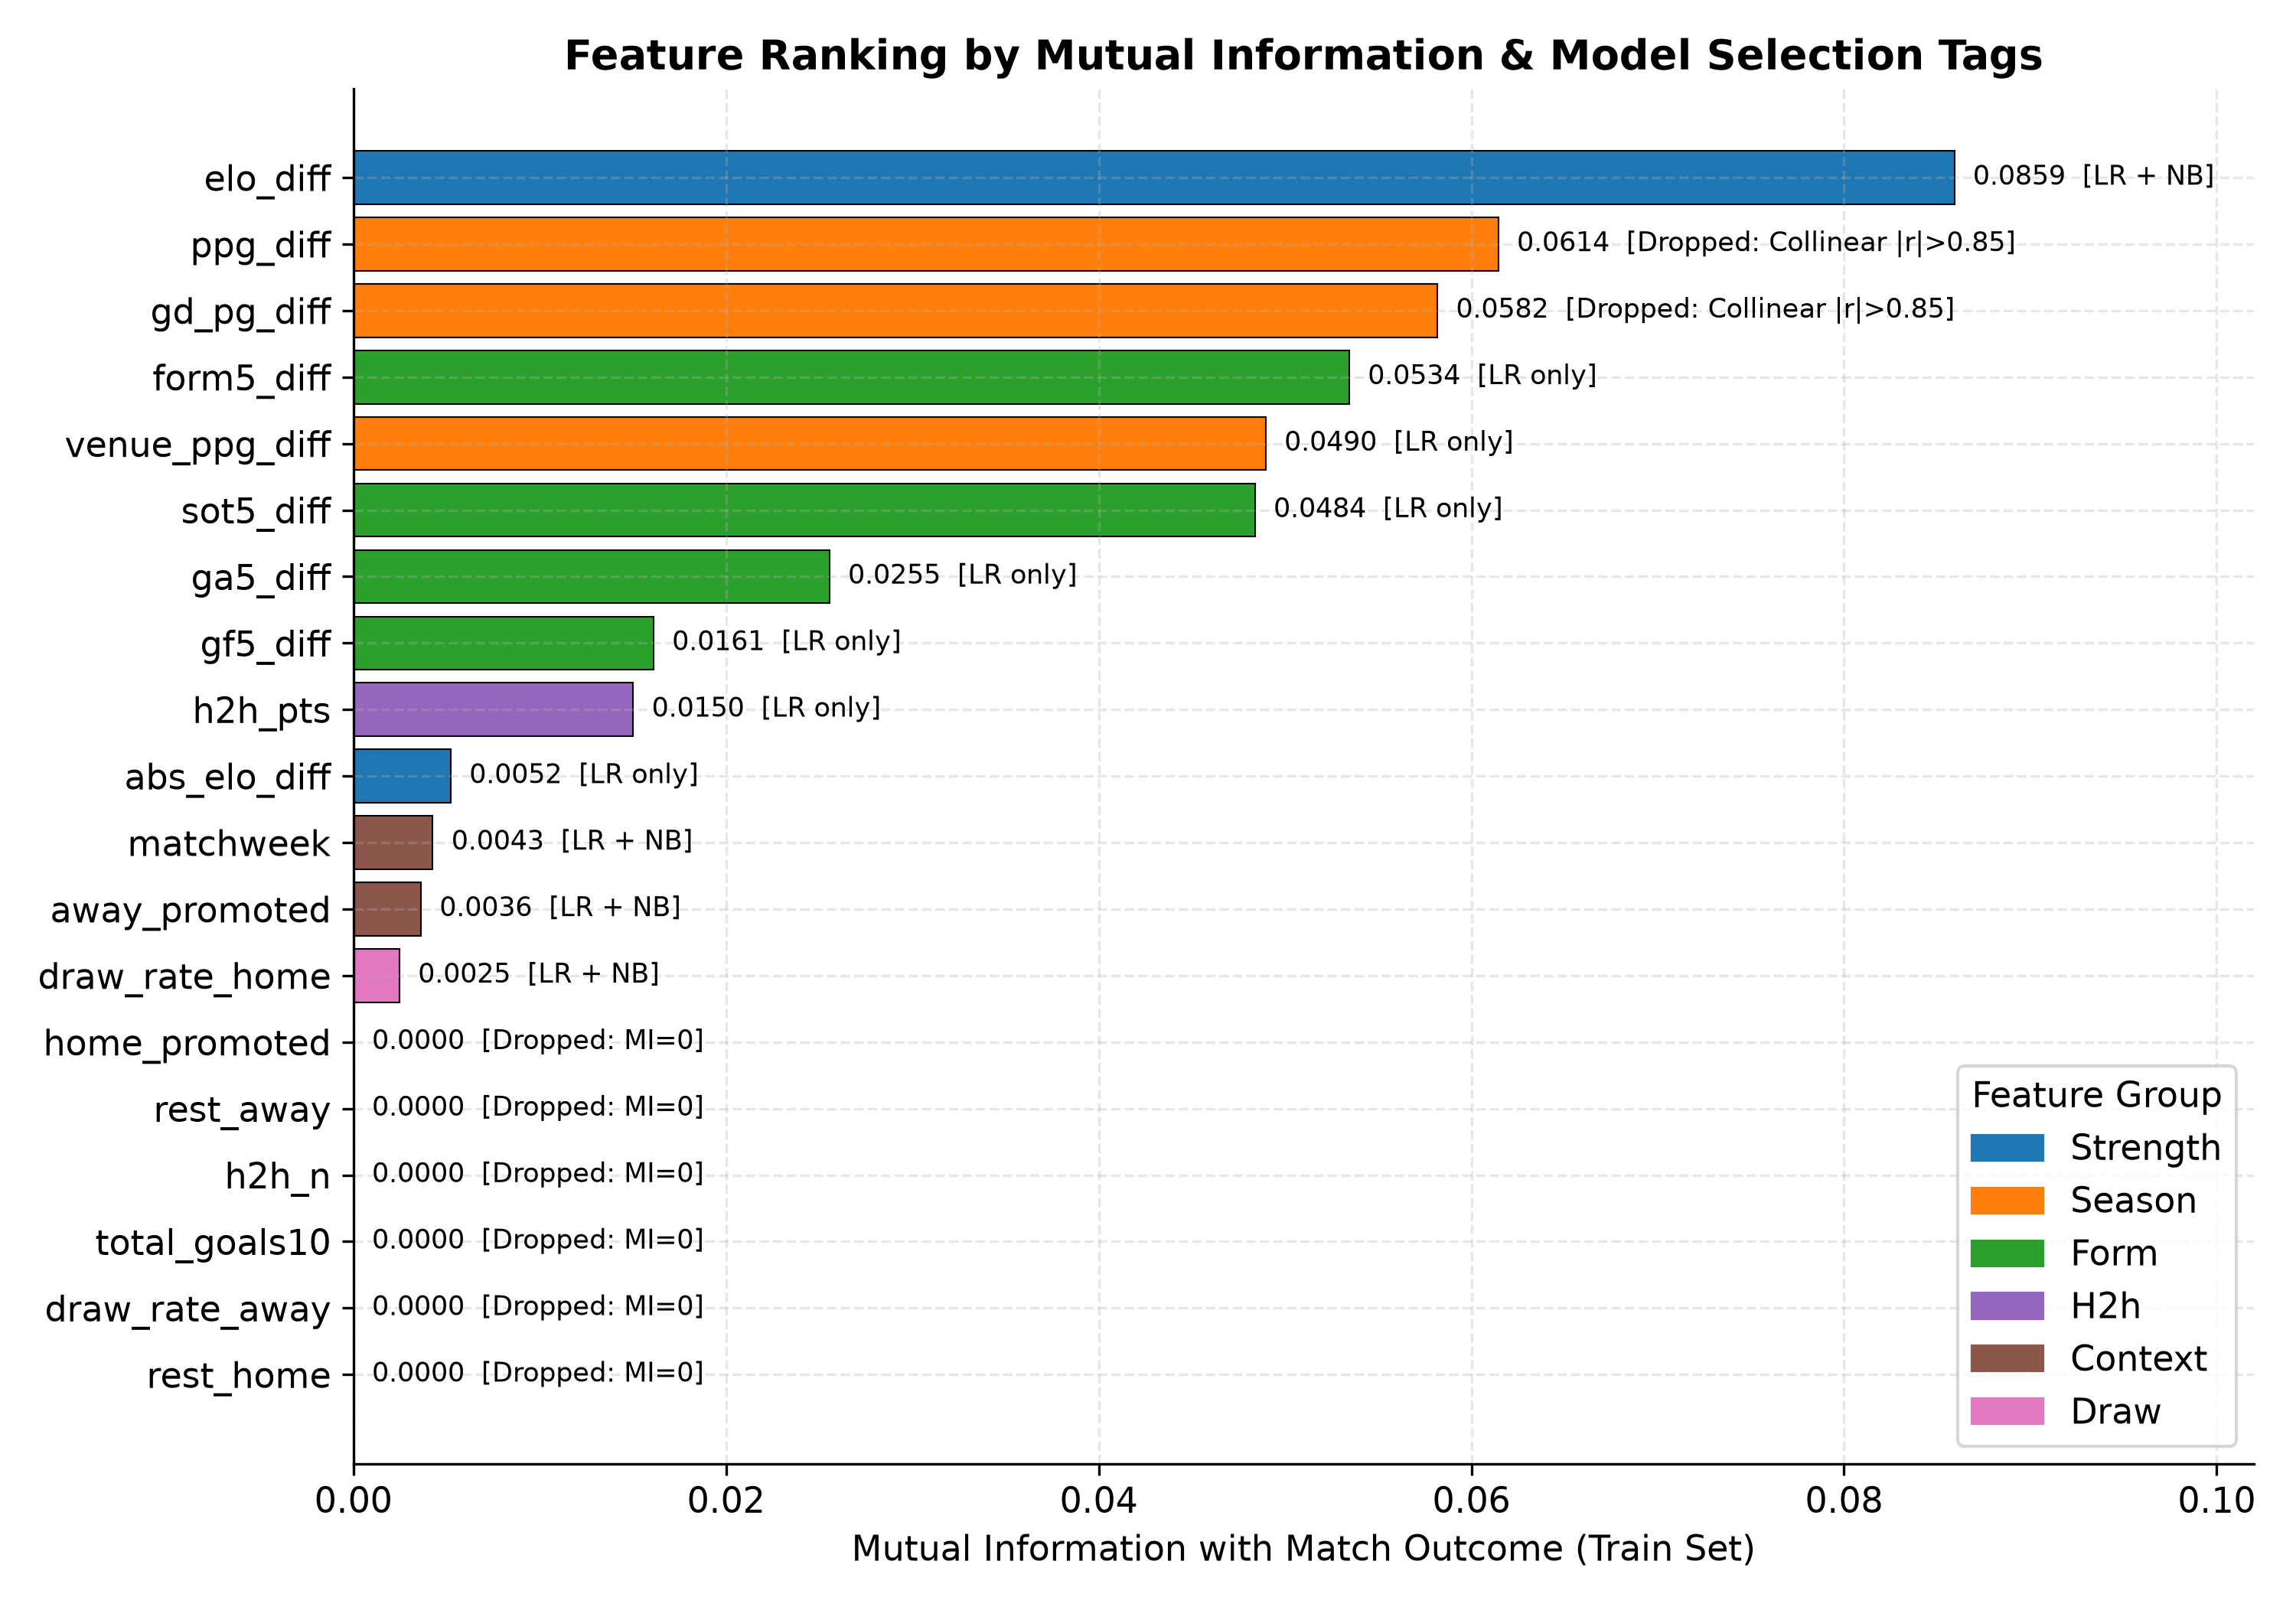 Feature Ranking by Mutual Information & Model Selection Tags
elo_diff 0.0859 [LR + NB]
ppg_diff 0.0614 [Dropped: Collinear |r|>0.85]
gd_pg_diff 0.0582 [Dropped: Collinear |r|>0.85]
form5_diff 0.0534 [LR only]
venue_ppg_diff 0.0490 [LR only]
sot5_diff 0.0484 [LR only]
ga5_diff 0.0255 [LR only]
gf5_diff 0.0161 [LR only]
h2h_pts 0.0150 [LR only]
abs_elo_diff 0.0052 [LR only]
matchweek 0.0043 [LR + NB]
away_promoted 0.0036 [LR + NB]
draw_rate_home 0.0025 [LR + NB]
home_promoted 0.0000 [Dropped: MI=0]
rest_away 0.0000 [Dropped: MI=0]
h2h_n 0.0000 [Dropped: MI=0]
total_goals10 0.0000 [Dropped: MI=0]
draw_rate_away 0.0000 [Dropped: MI=0]
rest_home 0.0000 [Dropped: MI=0]
Feature Group
Strength
Season
Form
H2h
Context
Draw
0.00 0.02 0.04 0.06 0.08 0.10
Mutual Information with Match Outcome (Train Set)